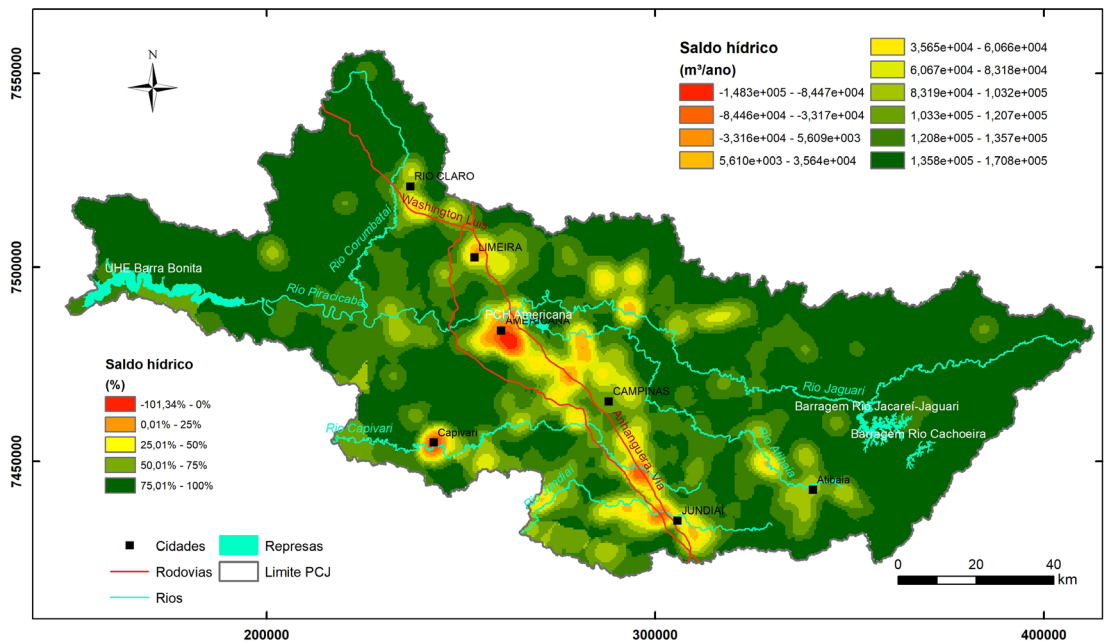 N
7550000
7500000
7450000
Saldo hídrico
(m³/ano)
-1,483e+005 - -8,447e+004
-8,446e+004 - -3,317e+004
-3,316e+004 - 5,609e+003
5,610e+003 - 3,564e+004
3,565e+004 - 6,066e+004
6,067e+004 - 8,318e+004
8,319e+004 - 1,032e+005
1,033e+005 - 1,207e+005
1,208e+005 - 1,357e+005
1,358e+005 - 1,708e+005
RIO CLARO
Washington Luis
Rio Corumbataí
LIMEIRA
UHE Barra Bonita
Rio Piracicaba
PCH Americana
AMERICANA
CAMPINAS
Rio Jaguari
Barragem Rio Jacareí-Jaguari
Barragem Rio Cachoeira
Capivari
Rio Capivari
Anhanguera, Via
Rio Atibaia
Atibaia
Rio Jundiaí
JUNDIAÍ
Saldo hídrico
(%)
-101,34% - 0%
0,01% - 25%
25,01% - 50%
50,01% - 75%
75,01% - 100%
Cidades
Represas
Rodovias
Limite PCJ
Rios
0 10 20 40
km
200000
300000
400000